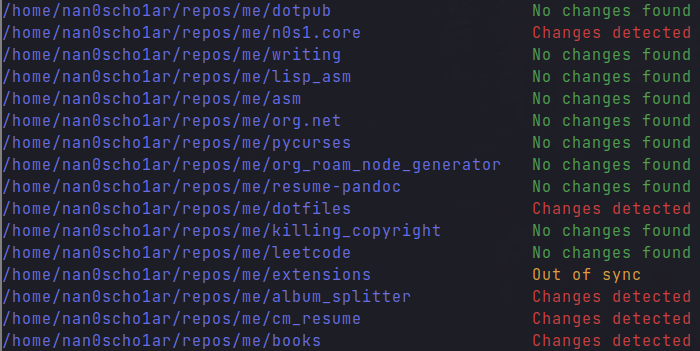 /home/nan0scho1ar/repos/me/dotpub No changes found
/home/nan0scho1ar/repos/me/n0s1.core Changes detected
/home/nan0scho1ar/repos/me/writing No changes found
/home/nan0scho1ar/repos/me/lisp_asm No changes found
/home/nan0scho1ar/repos/me/asm No changes found
/home/nan0scho1ar/repos/me/org.net No changes found
/home/nan0scho1ar/repos/me/pycurses No changes found
/home/nan0scho1ar/repos/me/org_roam_node_generator No changes found
/home/nan0scho1ar/repos/me/resume-pandoc No changes found
/home/nan0scho1ar/repos/me/dotfiles Changes detected
/home/nan0scho1ar/repos/me/killing_copyright No changes found
/home/nan0scho1ar/repos/me/leetcode No changes found
/home/nan0scho1ar/repos/me/extensions Out of sync
/home/nan0scho1ar/repos/me/album_splitter Changes detected
/home/nan0scho1ar/repos/me/cm_resume Changes detected
/home/nan0scho1ar/repos/me/books Changes detected